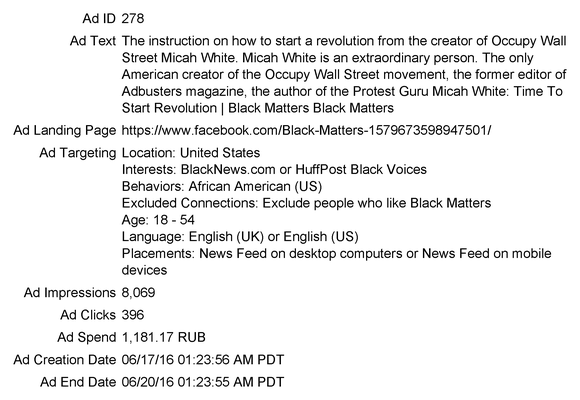 Ad ID 278
Ad Text The instruction on how to start a revolution from the creator of Occupy Wall
Street Micah White. Micah White is an extraordinary person. The only
American creator of the Occupy Wall Street movement, the former editor of
Adbusters magazine, the author of the Protest Guru Micah White: Time To
Start Revolution | Black Matters Black Matters
Ad Landing Page https://www.facebook.com/Black-Matters-1579673598947501/
Ad Targeting Location: United States
Interests: BlackNews.com or HuffPost Black Voices
Behaviors: African American (US)
Excluded Connections: Exclude people who like Black Matters
Age: 18 - 54
Language: English (UK) or English (US)
Placements: News Feed on desktop computers or News Feed on mobile
devices
Ad Impressions 8,069
Ad Clicks 396
Ad Spend 1,181.17 RUB
Ad Creation Date 06/17/16 01:23:56 AM PDT
Ad End Date 06/20/16 01:23:55 AM PDT